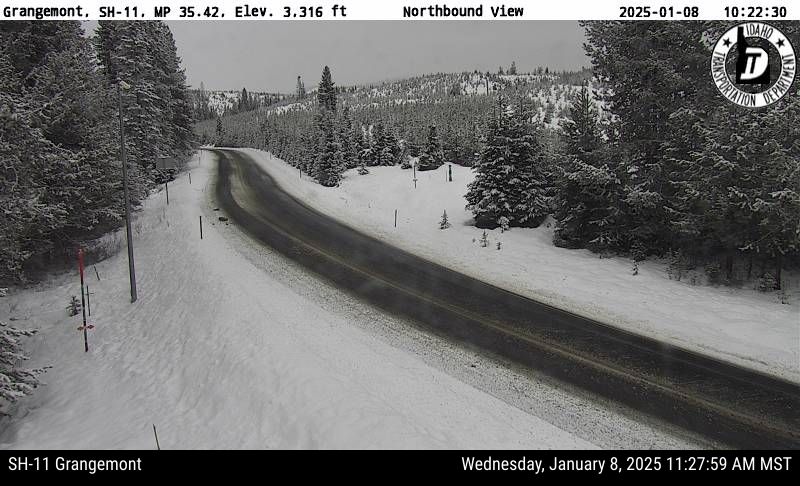 Grangemont, SH-11, MP 35.42, Elev. 3,316 ft Northbound View 2025-01-08 10:22:30
IDAHO
TRANSPORTATION DEPARTMENT
SH-11 Grangemont Wednesday, January 8, 2025 11:27:59 AM MST